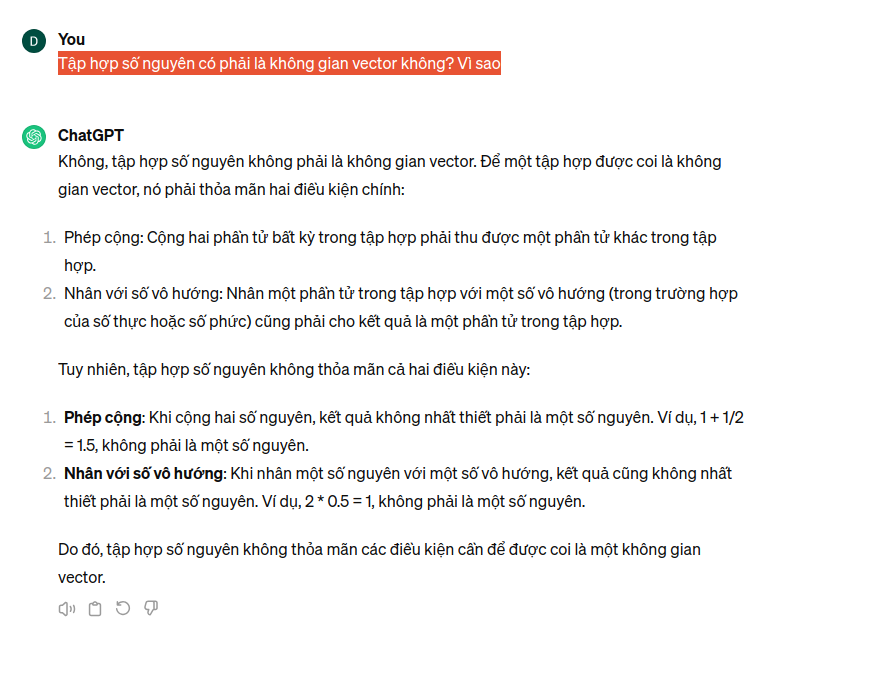 D
You
Tập hợp số nguyên có phải là không gian vector không? Vì sao
ChatGPT
Không, tập hợp số nguyên không phải là không gian vector. Để một tập hợp được coi là không
gian vector, nó phải thỏa mãn hai điều kiện chính:
1. Phép cộng: Cộng hai phần tử bất kỳ trong tập hợp phải thu được một phần tử khác trong tập
hợp.
2. Nhân với số vô hướng: Nhân một phần tử trong tập hợp với một số vô hướng (trong trường hợp
của số thực hoặc số phức) cũng phải cho kết quả là một phần tử trong tập hợp.
Tuy nhiên, tập hợp số nguyên không thỏa mãn cả hai điều kiện này:
1. Phép cộng: Khi cộng hai số nguyên, kết quả không nhất thiết phải là một số nguyên. Ví dụ, 1 + 1/2
= 1.5, không phải là một số nguyên.
2. Nhân với số vô hướng: Khi nhân một số nguyên với một số vô hướng, kết quả cũng không nhất
thiết phải là một số nguyên. Ví dụ, 2 * 0.5 = 1, không phải là một số nguyên.
Do đó, tập hợp số nguyên không thỏa mãn các điều kiện cần để được coi là một không gian
vector.